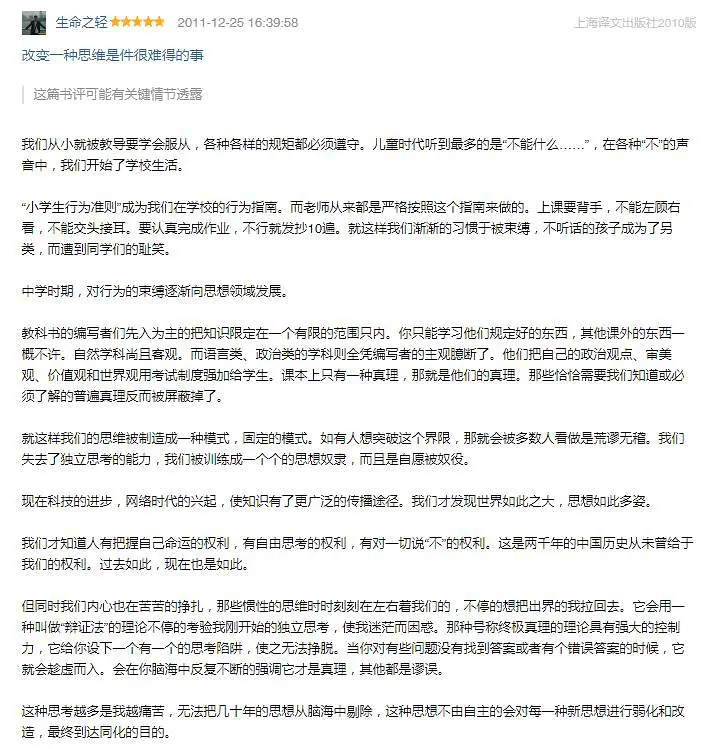 生命之轻 2011-12-25 16:39:58 上海译文出版社2010版
改变一种思维是件很难得的事
这篇书评可能有关键情节透露
我们从小就被教导要学会服从，各种各样的规矩都必须遵守。儿童时代听到最多的是“不能什么……”，在各种“不”的声
音中，我们开始了学校生活。
“小学生行为准则”成为我们在学校的行为指南。而老师从来都是严格按照这个指南来做的。上课要背手，不能左顾右
看，不能交头接耳。要认真完成作业，不行就发抄10遍。就这样我们渐渐的习惯于被束缚，不听话的孩子成为了另
类，而遭到同学们的耻笑。
中学时期，对行为的束缚逐渐向思想领域发展。
教科书的编写者们先入为主的把知识限定在一个有限的范围只内。你只能学习他们规定好的东西，其他课外的东西一
概不许。自然学科尚且客观。而语言类、政治类的学科则全凭编写者的主观臆断了。他们把自己的政治观点、审美
观、价值观和世界观用考试制度强加给学生。课本上只有一种真理，那就是他们的真理。那些恰恰需要我们知道或必
须了解的普遍真理反而被屏蔽掉了。
就这样我们的思维被制造成一种模式，固定的模式。如有人想突破这个界限，那就会被多数人看做是荒谬无稽。我们
失去了独立思考的能力，我们被训练成一个个的思想奴隶，而且是自愿被奴役。
现在科技的进步，网络时代的兴起，使知识有了更广泛的传播途径。我们才发现世界如此之大，思想如此多姿。
我们才知道人有把握自己命运的权利，有自由思考的权利，有对一切说“不”的权利。这是两千年的中国历史从未曾给于
我们的权利。过去如此，现在也是如此。
但同时我们内心也在苦苦的挣扎，那些惯性的思维时时刻刻在左右着我们的，不停的想把出界的我拉回去。它会用一
种叫做“辩证法”的理论不停的考验我刚开始的独立思考，使我迷茫而困惑。那种号称终极真理的理论具有强大的控制
力，它给你设下一个有一个的思考陷阱，使之无法挣脱。当你对有些问题没有找到答案或者有个错误答案的时候，它
就会趁虚而入。会在你脑海中反复不断的强调它才是真理，其他都是谬误。
这种思考越多是我越痛苦，无法把几十年的思想从脑海中剔除，这种思想不由自主的会对每一种新思想进行弱化和改
造，最终到达同化的目的。